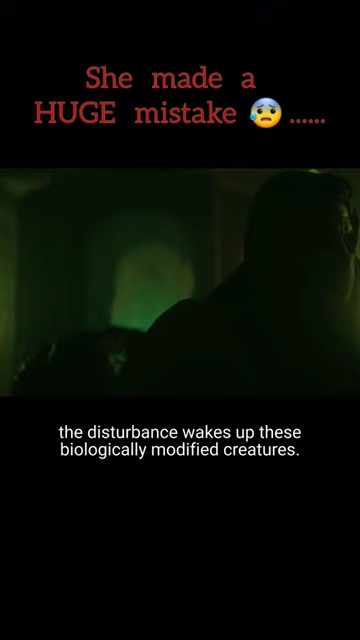 She made a
HUGE mistake 😰......
the disturbance wakes up these
biologically modified creatures.